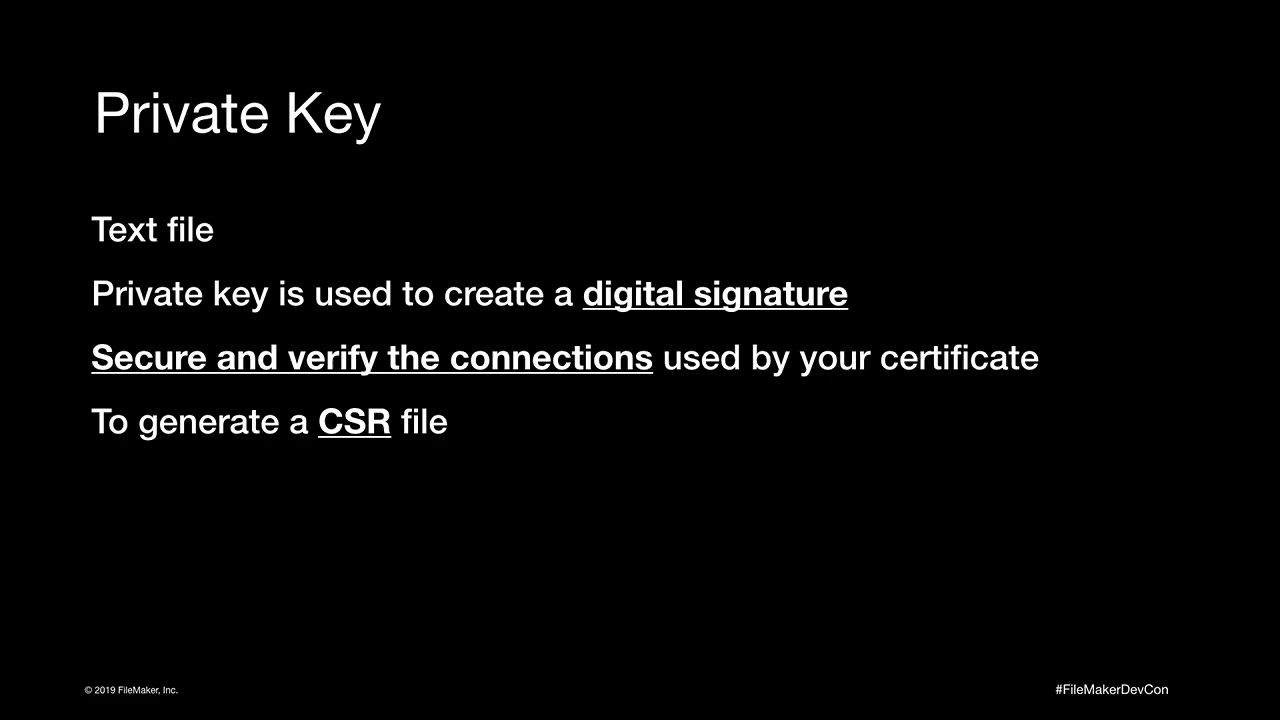 Private Key
Text file
Private key is used to create a digital signature
Secure and verify the connections used by your certificate
To generate a CSR file
© 2019 FileMaker, Inc.
#FileMakerDevCon